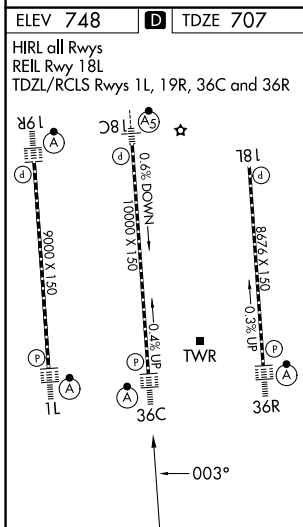 ELEV 748 D TDZE 707
HIRL all Rwys
REIL Rwy 18L
TDZL/RCLS Rwys 1L, 19R, 36C and 36R
19R
A
P
9000 X 150
P
A
1L
18C
A5
P
0.6% DOWN
10000 X 150
0.4% UP
P
A
36C
18L
P
8676 X 150
0.3% UP
P
A
36R
TWR
003°